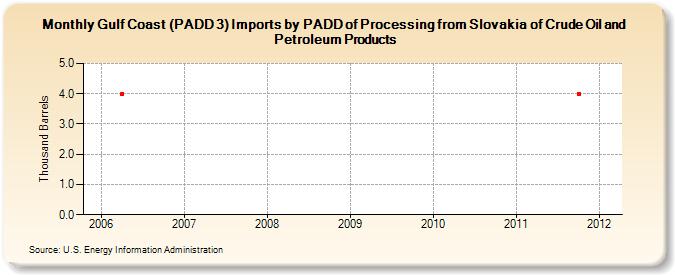 Monthly Gulf Coast (PADD 3) Imports by PADD of Processing from Slovakia of Crude Oil and
Petroleum Products
Thousand Barrels
5.0
4.0
3.0
2.0
1.0
0.0
2006 2007 2008 2009 2010 2011 2012
Source: U.S. Energy Information Administration